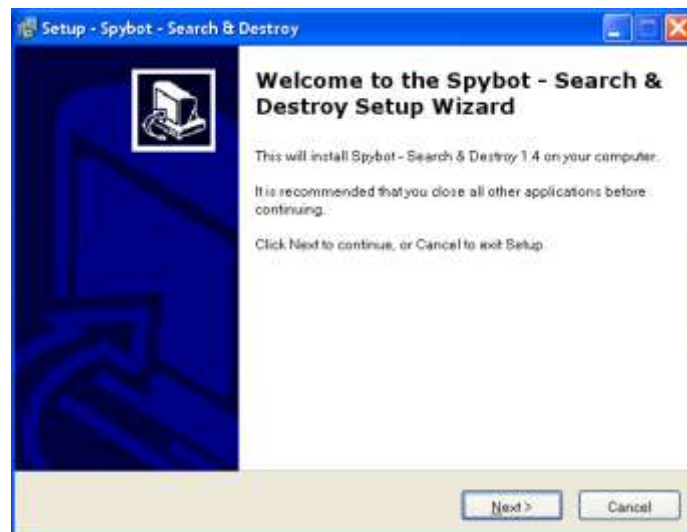 Setup - Spybot - Search & Destroy
Welcome to the Spybot - Search &
Destroy Setup Wizard
This will install Spybot - Search & Destroy 1.4 on your computer.
It is recommended that you close all other applications before
continuing.
Click Next to continue, or Cancel to exit Setup.
Next >
Cancel